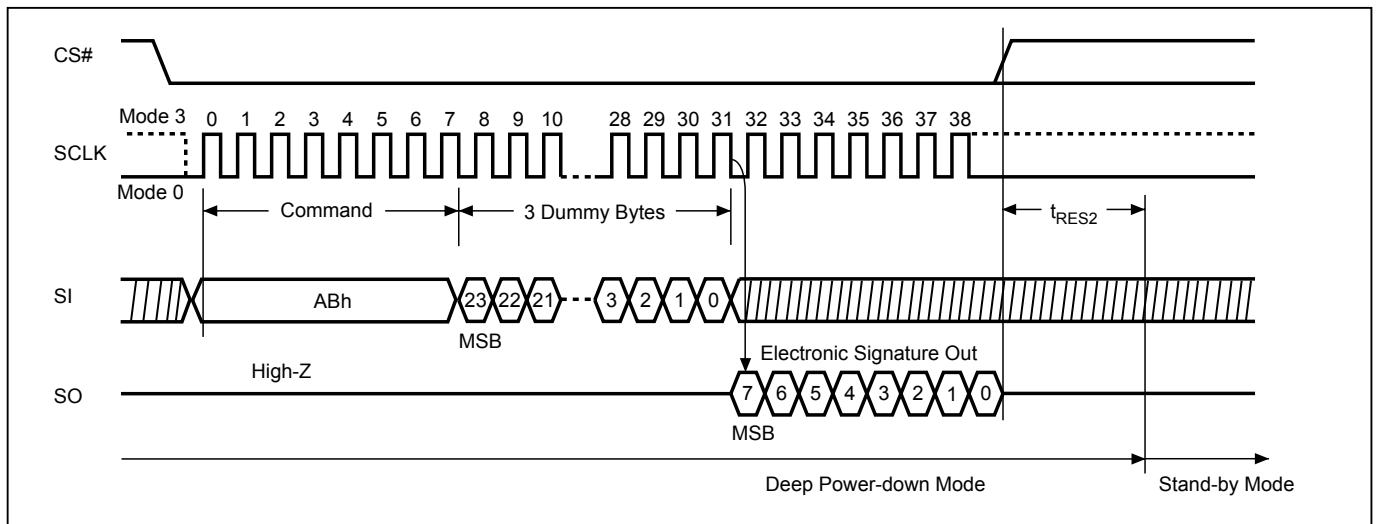 CS#
Mode 3
0 1 2 3 4 5 6 7 8 9 10 28 29 30 31 32 33 34 35 36 37 38
SCLK
Mode 0
Command
3 Dummy Bytes
tRES2
SI
ABh
23 22 21 3 2 1 0
MSB
High-Z
Electronic Signature Out
SO
7 6 5 4 3 2 1 0
MSB
Deep Power-down Mode
Stand-by Mode